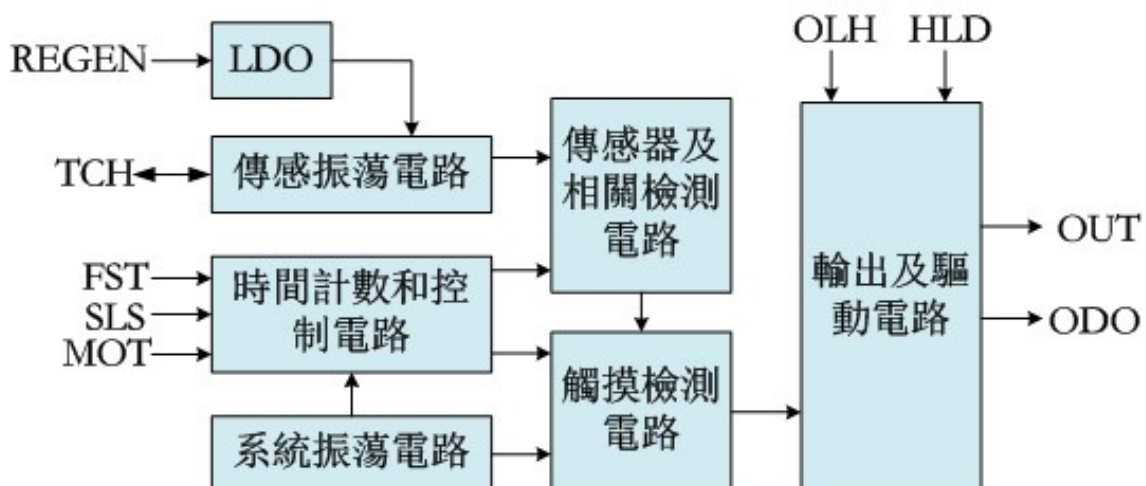 OLH HLD
REGEN
LDO
TCH
傳感振蕩電路
傳感器及
相關檢測
電路
FST
SLS
MOT
時間計數和控
制電路
輸出及驅
動電路
OUT
ODO
觸摸檢測
電路
系統振蕩電路